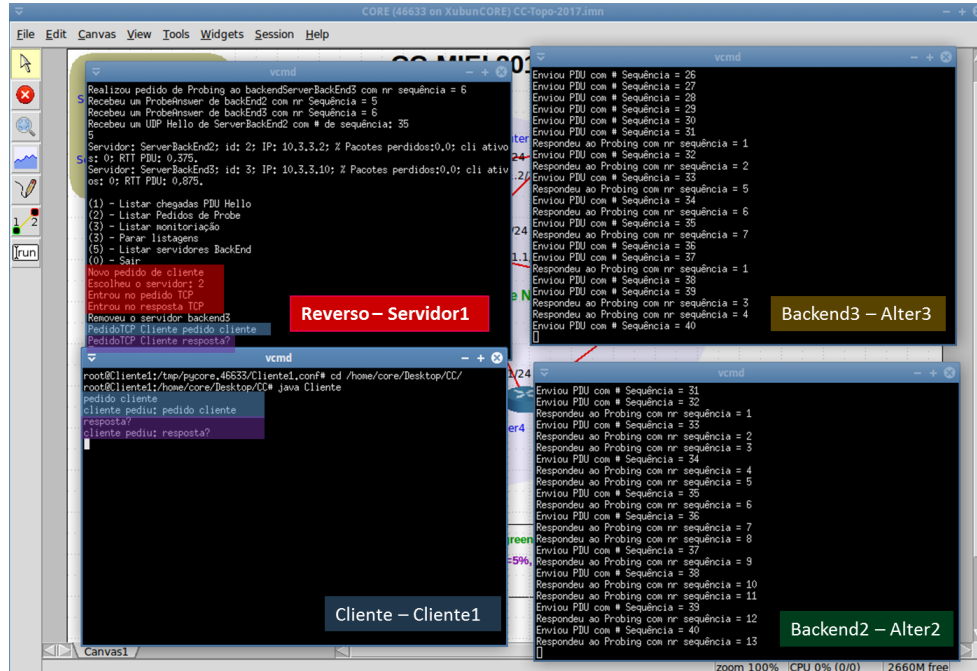 CORE (46633 on XubunCORE) CC-Topo-2017.imn
File Edit Canvas View Tools Widgets Session Help
vcmd
Realizou pedido de Probing ao backendServerBackEnd3 com nr sequência = 6
Recebeu um ProbeAnswer de backEnd2 com nr Sequência = 5
Recebeu um ProbeAnswer de backEnd3 com nr Sequência = 6
Recebeu um UDP Hello de ServerBackEnd2 com # de sequência: 35
5
Servidor: ServerBackEnd2; id: 2; IP: 10.3.3.2; % Pacotes perdidos:0.0; cli ativo
s: 0; RTT PDU: 0,375.
Servidor: ServerBackEnd3; id: 3; IP: 10.3.3.10; % Pacotes perdidos:0.0; cli ativ
os: 0; RTT PDU: 0,875.
(1) - Listar chegadas PDU Hello
(2) - Listar Pedidos de Probe
(3) - Listar monitoriação
(3) - Parar listagens
(5) - Listar servidores BackEnd
(0) - Sair
Novo pedido de cliente
Escolheu o servidor: 2
Entrou no pedido TCP
Entrou no resposta TCP
Removeu o servidor backend3
PedidoTCP Cliente pedido cliente
PedidoTCP Cliente resposta?
Reverso – Servidor1
vcmd
Enviou PDU com # Sequência = 26
Enviou PDU com # Sequência = 27
Enviou PDU com # Sequência = 28
Enviou PDU com # Sequência = 29
Enviou PDU com # Sequência = 30
Enviou PDU com # Sequência = 31
Respondeu ao Probing com nr sequência = 1
Enviou PDU com # Sequência = 32
Respondeu ao Probing com nr sequência = 2
Enviou PDU com # Sequência = 33
Respondeu ao Probing com nr sequência = 5
Enviou PDU com # Sequência = 34
Respondeu ao Probing com nr sequência = 6
Enviou PDU com # Sequência = 35
Respondeu ao Probing com nr sequência = 7
Enviou PDU com # Sequência = 36
Enviou PDU com # Sequência = 37
Respondeu ao Probing com nr sequência = 1
Enviou PDU com # Sequência = 38
Enviou PDU com # Sequência = 39
Respondeu ao Probing com nr sequência = 3
Respondeu ao Probing com nr sequência = 4
Enviou PDU com # Sequência = 40
Backend3 – Alter3
vcmd
root@Cliente1:/tmp/pycore.46633/Cliente1.conf# cd /home/core/Desktop/CC/
root@Cliente1:/home/core/Desktop/CC# java Cliente
pedido cliente
cliente pediu: pedido cliente
resposta?
cliente pediu: resposta?
Cliente – Cliente1
vcmd
Enviou PDU com # Sequência = 31
Enviou PDU com # Sequência = 32
Respondeu ao Probing com nr sequência = 1
Enviou PDU com # Sequência = 33
Respondeu ao Probing com nr sequência = 2
Respondeu ao Probing com nr sequência = 3
Enviou PDU com # Sequência = 34
Respondeu ao Probing com nr sequência = 4
Respondeu ao Probing com nr sequência = 5
Enviou PDU com # Sequência = 35
Respondeu ao Probing com nr sequência = 6
Enviou PDU com # Sequência = 36
Respondeu ao Probing com nr sequência = 7
Respondeu ao Probing com nr sequência = 8
Enviou PDU com # Sequência = 37
Respondeu ao Probing com nr sequência = 9
Enviou PDU com # Sequência = 38
Respondeu ao Probing com nr sequência = 10
Respondeu ao Probing com nr sequência = 11
Enviou PDU com # Sequência = 39
Respondeu ao Probing com nr sequência = 12
Enviou PDU com # Sequência = 40
Respondeu ao Probing com nr sequência = 13
Backend2 – Alter2
1 2
run
Canvas1
zoom 100% CPU 0% (0/0) 2660M free